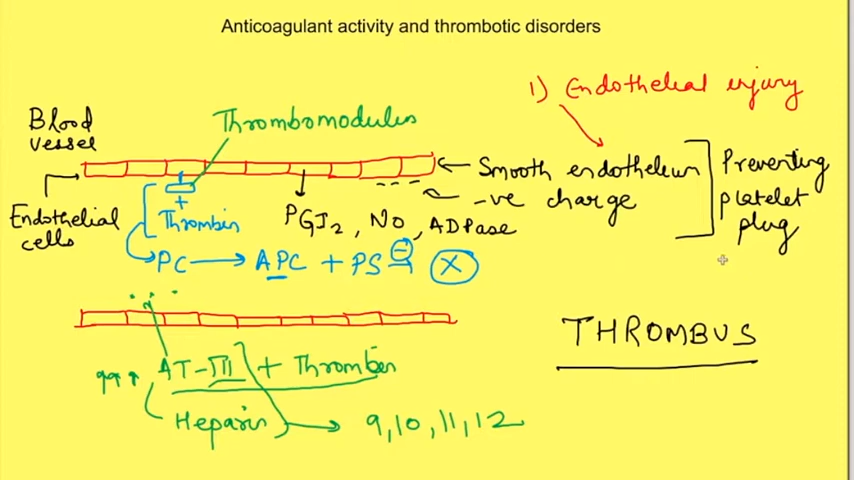 Anticoagulant activity and thrombotic disorders
1) Endothelial injury
Thrombomodulin
Blood vessel
Smooth endothelium
-ve charge
Preventing platelet plug
Endothelial cells
+
Thrombin
PGI2, NO, ADPase
PC → APC + PS ⊖ X
AT-III + Thrombin
Heparin → 9, 10, 11, 12
THROMBUS